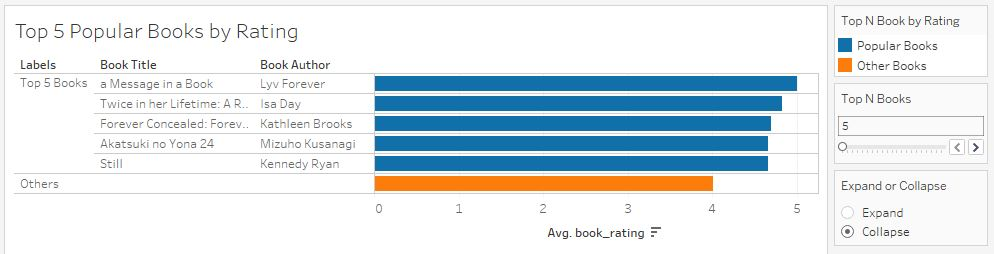 Top 5 Popular Books by Rating
Labels Book Title Book Author
Top 5 Books a Message in a Book Lyv Forever
Twice in her Lifetime: A R.. Isa Day
Forever Concealed: Forev.. Kathleen Brooks
Akatsuki no Yona 24 Mizuho Kusanagi
Still Kennedy Ryan
Others
0 1 2 3 4 5
Avg. book_rating
Top N Book by Rating
Popular Books
Other Books
Top N Books
5
Expand or Collapse
Expand
Collapse